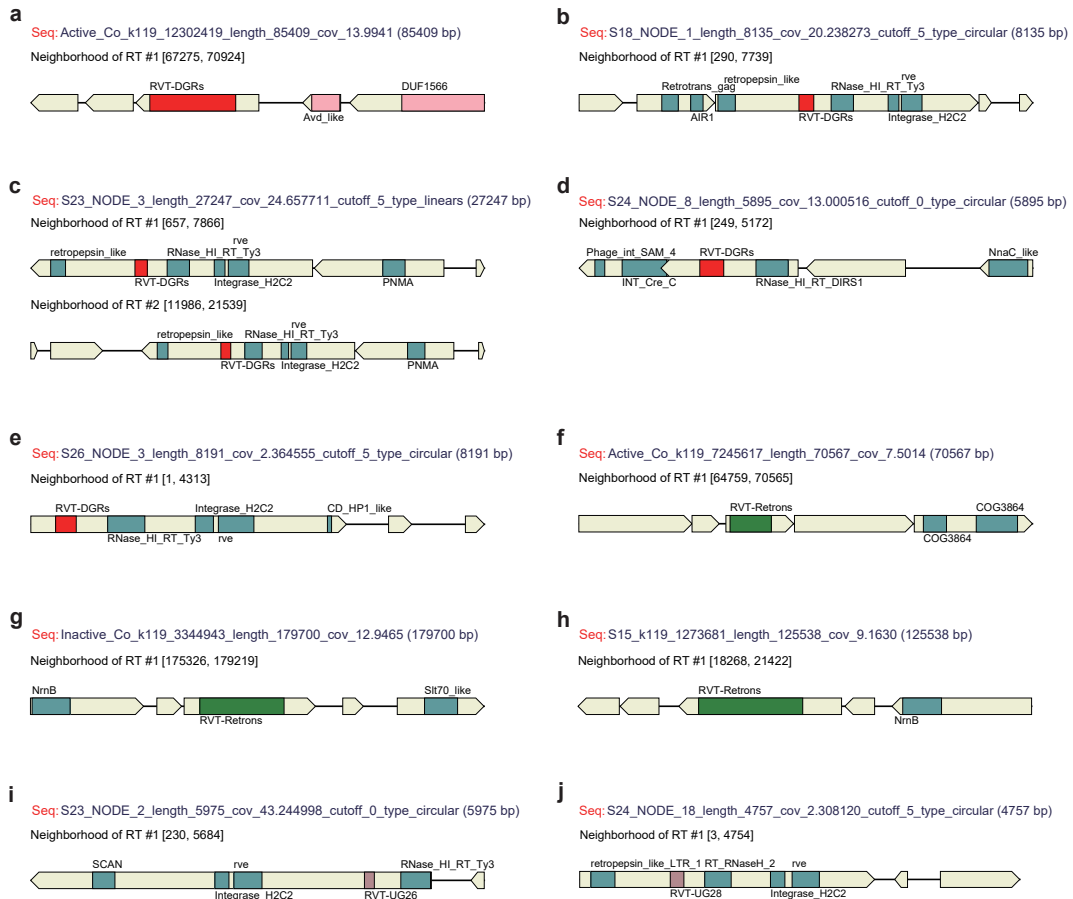 a
Seq: Active_Co_k119_12302419_length_85409_cov_13.9941 (85409 bp)
Neighborhood of RT #1 [67275, 70924]
RVT-DGRs
DUF1566
Avd_like
b
Seq: S18_NODE_1_length_8135_cov_20.238273_cutoff_5_type_circular (8135 bp)
Neighborhood of RT #1 [290, 7739]
rve
retropepsin_like
Retrotrans_gag
RNase_HI_RT_Ty3
AIR1
RVT-DGRs
Integrase_H2C2
c
Seq: S23_NODE_3_length_27247_cov_24.657711_cutoff_5_type_linears (27247 bp)
Neighborhood of RT #1 [657, 7866]
rve
retropepsin_like
RNase_HI_RT_Ty3
RVT-DGRs
Integrase_H2C2
PNMA
Neighborhood of RT #2 [11986, 21539]
rve
retropepsin_like
RNase_HI_RT_Ty3
RVT-DGRs
Integrase_H2C2
PNMA
d
Seq: S24_NODE_8_length_5895_cov_13.000516_cutoff_0_type_circular (5895 bp)
Neighborhood of RT #1 [249, 5172]
Phage_int_SAM_4
RVT-DGRs
NnaC_like
INT_Cre_C
RNase_HI_RT_DIRS1
e
Seq: S26_NODE_3_length_8191_cov_2.364555_cutoff_5_type_circular (8191 bp)
Neighborhood of RT #1 [1, 4313]
RVT-DGRs
Integrase_H2C2
CD_HP1_like
RNase_HI_RT_Ty3
rve
f
Seq: Active_Co_k119_7245617_length_70567_cov_7.5014 (70567 bp)
Neighborhood of RT #1 [64759, 70565]
RVT-Retrons
COG3864
COG3864
g
Seq: Inactive_Co_k119_3344943_length_179700_cov_12.9465 (179700 bp)
Neighborhood of RT #1 [175326, 179219]
NrnB
Slt70_like
RVT-Retrons
h
Seq: S15_k119_1273681_length_125538_cov_9.1630 (125538 bp)
Neighborhood of RT #1 [18268, 21422]
RVT-Retrons
NrnB
i
Seq: S23_NODE_2_length_5975_cov_43.244998_cutoff_0_type_circular (5975 bp)
Neighborhood of RT #1 [230, 5684]
SCAN
rve
RNase_HI_RT_Ty3
Integrase_H2C2
RVT-UG26
j
Seq: S24_NODE_18_length_4757_cov_2.308120_cutoff_5_type_circular (4757 bp)
Neighborhood of RT #1 [3, 4754]
retropepsin_like_LTR_1
RT_RNaseH_2
rve
RVT-UG28
Integrase_H2C2